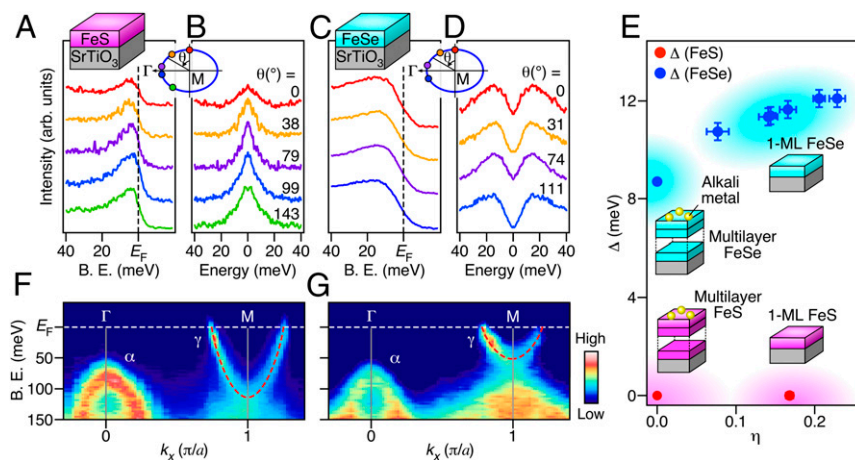 A
FeS
SrTiO3
Γ
θ
M
B
θ(°) =
0
38
79
99
143
Intensity (arb. units)
40
20
EF
B. E. (meV)
40 20 0 20 40
Energy (meV)
C
FeSe
SrTiO3
Γ
θ
M
D
θ(°) =
0
31
74
111
40
20
EF
B. E. (meV)
40 20 0 20 40
Energy (meV)
E
Δ (FeS)
Δ (FeSe)
12
8
4
0
Δ (meV)
1-ML FeSe
Alkali
metal
Multilayer
FeSe
Multilayer
FeS
1-ML FeS
0.0
0.1
0.2
η
F
Γ
M
EF
50
100
150
B. E. (meV)
α
γ
0
1
kx (π/a)
G
Γ
M
α
γ
0
1
kx (π/a)
High
Low